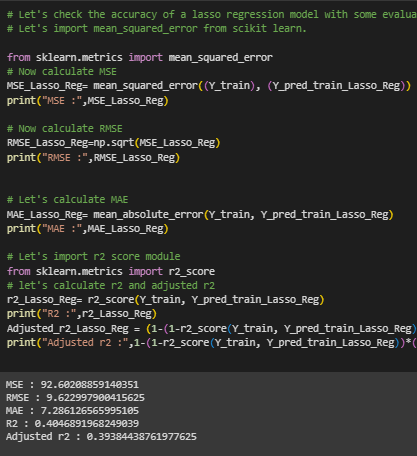 # Let's check the accuracy of a lasso regression model with some evalua
# Let's import mean_squared_error from scikit learn.
from sklearn.metrics import mean_squared_error
# Now calculate MSE
MSE_Lasso_Reg= mean_squared_error((Y_train), (Y_pred_train_Lasso_Reg))
print("MSE :",MSE_Lasso_Reg)
# Now calculate RMSE
RMSE_Lasso_Reg=np.sqrt(MSE_Lasso_Reg)
print("RMSE :",RMSE_Lasso_Reg)
# Let's calculate MAE
MAE_Lasso_Reg= mean_absolute_error(Y_train, Y_pred_train_Lasso_Reg)
print("MAE :",MAE_Lasso_Reg)
# Let's import r2 score module
from sklearn.metrics import r2_score
# let's calculate r2 and adjusted r2
r2_Lasso_Reg= r2_score(Y_train, Y_pred_train_Lasso_Reg)
print("R2 :",r2_Lasso_Reg)
Adjusted_r2_Lasso_Reg = (1-(1-r2_score(Y_train, Y_pred_train_Lasso_Reg)
print("Adjusted r2 :",1-(1-r2_score(Y_train, Y_pred_train_Lasso_Reg))*(
MSE : 92.60208859140351
RMSE : 9.622997900415625
MAE : 7.286126565995105
R2 : 0.4046891968249039
Adjusted r2 : 0.39384438761977625